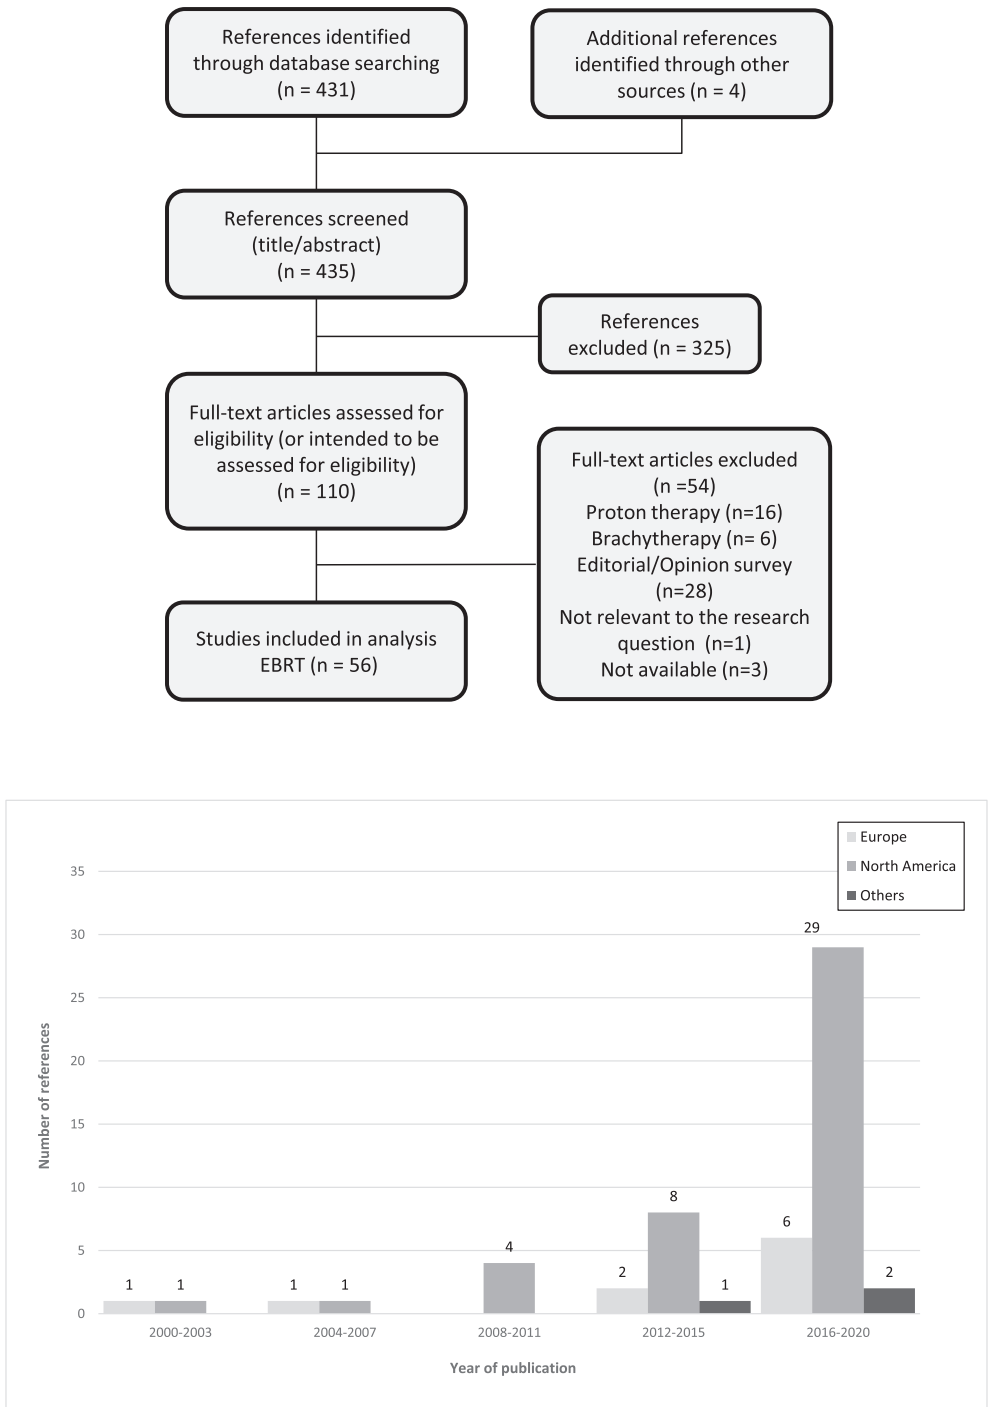 References identified
through database searching
(n = 431)
Additional references
identified through other
sources (n = 4)
References screened
(title/abstract)
(n = 435)
References
excluded (n = 325)
Full-text articles assessed for
eligibility (or intended to be
assessed for eligibility)
(n = 110)
Full-text articles excluded
(n =54)
Proton therapy (n=16)
Brachytherapy (n= 6)
Editorial/Opinion survey
(n=28)
Not relevant to the research
question (n=1)
Not available (n=3)
Studies included in analysis
EBRT (n = 56)
Europe
North America
Others
35
30
25
20
15
10
5
0
Number of references
1
1
1
1
4
2
8
1
6
29
2
2000-2003
2004-2007
2008-2011
2012-2015
2016-2020
Year of publication